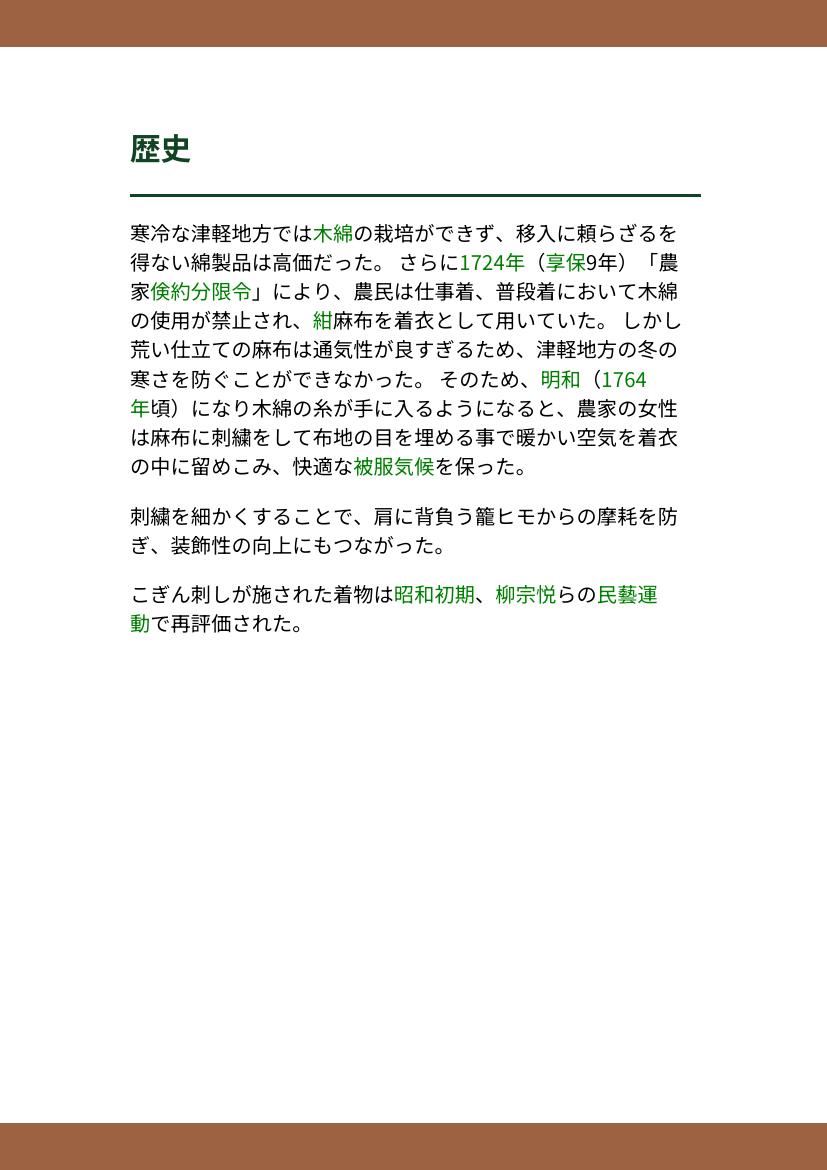 歴史
寒冷な津軽地方では木綿の栽培ができず、移入に頼らざるを
得ない綿製品は高価だった。 さらに1724年（享保9年）「農
家倹約分限令」により、農民は仕事着、普段着において木綿
の使用が禁止され、紺麻布を着衣として用いていた。 しかし
荒い仕立ての麻布は通気性が良すぎるため、津軽地方の冬の
寒さを防ぐことができなかった。 そのため、明和（1764
年頃）になり木綿の糸が手に入るようになると、農家の女性
は麻布に刺繍をして布地の目を埋める事で暖かい空気を着衣
の中に留めこみ、快適な被服気候を保った。
刺繍を細かくすることで、肩に背負う籠ヒモからの摩耗を防
ぎ、装飾性の向上にもつながった。
こぎん刺しが施された着物は昭和初期、柳宗悦らの民藝運
動で再評価された。